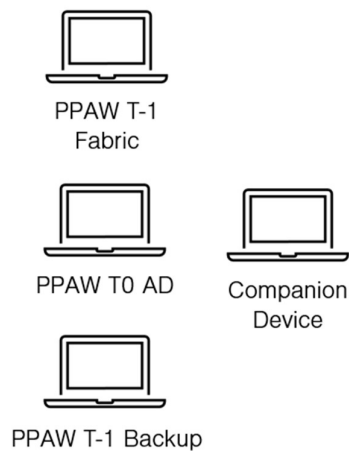 PPAW T-1
Fabric
PPAW T0 AD
Companion
Device
PPAW T-1 Backup